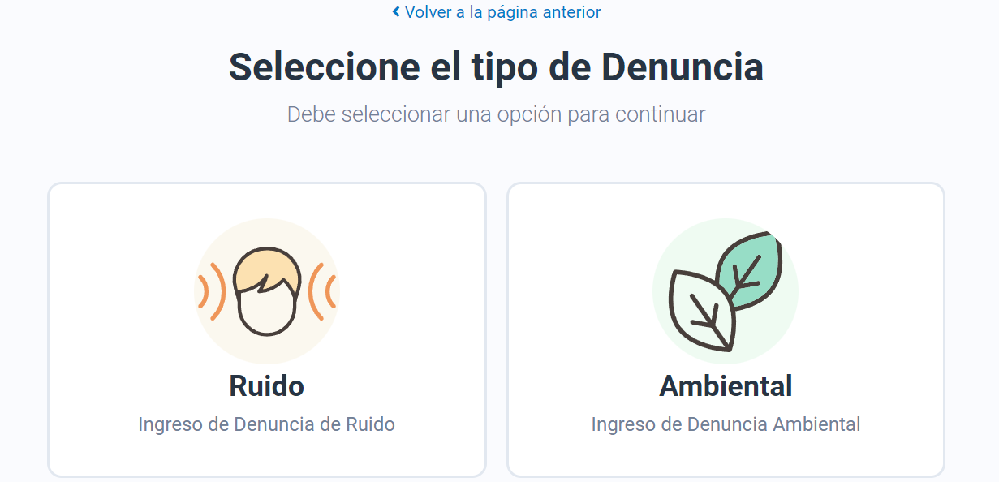 Volver a la página anterior
Seleccione el tipo de Denuncia
Debe seleccionar una opción para continuar
Ruido
Ingreso de Denuncia de Ruido
Ambiental
Ingreso de Denuncia Ambiental